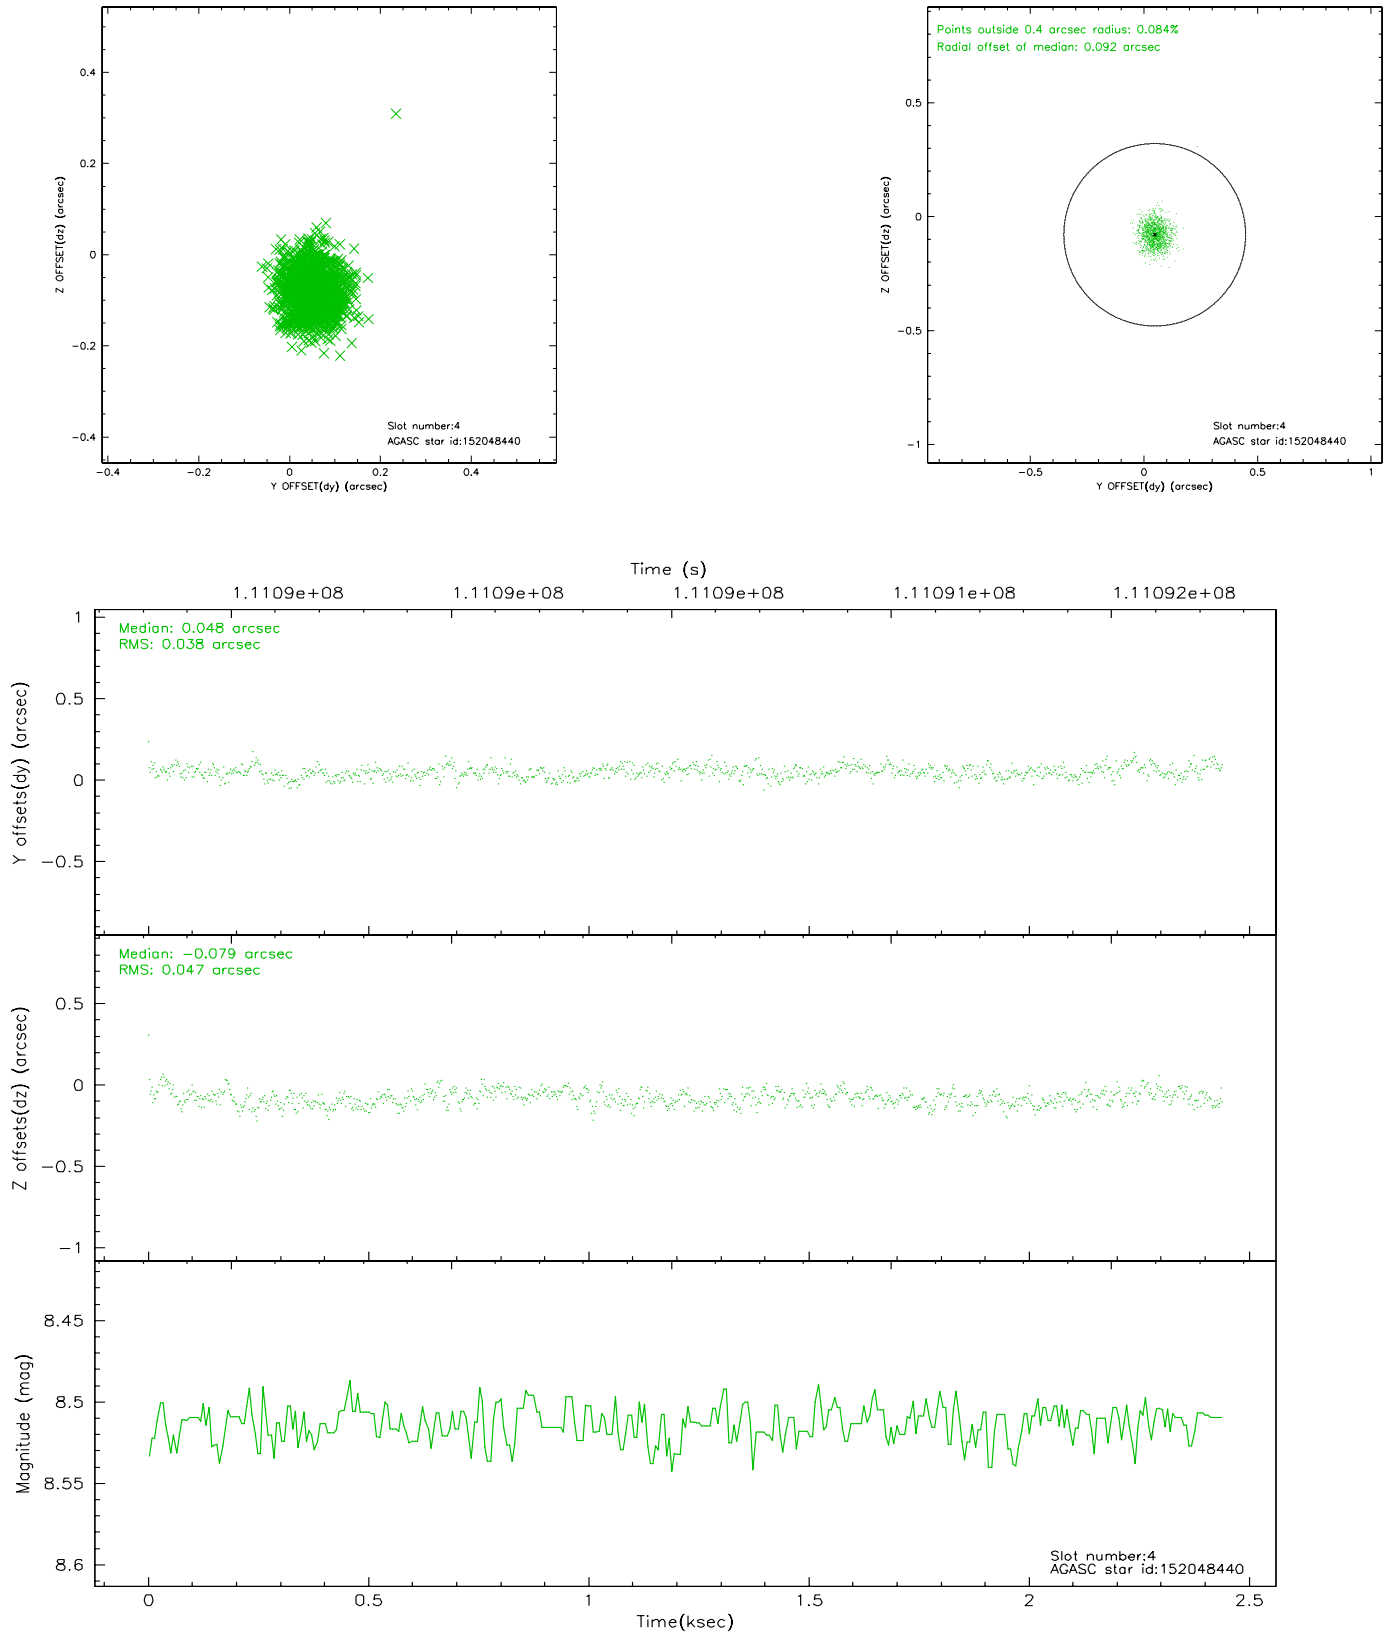 0.4
0.2
0
−0.2
−0.4
Z OFFSET(dz) (arcsec)
−0.4 −0.2 0 0.2 0.4
Y OFFSET(dy) (arcsec)
Slot number:4
AGASC star id:152048440
Points outside 0.4 arcsec radius: 0.084%
Radial offset of median: 0.092 arcsec
0.5
0
−0.5
−1
Z OFFSET(dz) (arcsec)
−0.5 0 0.5 1
Y OFFSET(dy) (arcsec)
Slot number:4
AGASC star id:152048440
Time (s)
1.1109e+08 1.1109e+08 1.1109e+08 1.11091e+08 1.11092e+08
Median: 0.048 arcsec
RMS: 0.038 arcsec
1
0.5
0
−0.5
Y offsets(dy) (arcsec)
Median: −0.079 arcsec
RMS: 0.047 arcsec
0.5
0
−0.5
−1
Z offsets(dz) (arcsec)
8.45
8.5
8.55
8.6
Magnitude (mag)
Slot number:4
AGASC star id:152048440
0 0.5 1 1.5 2 2.5
Time(ksec)